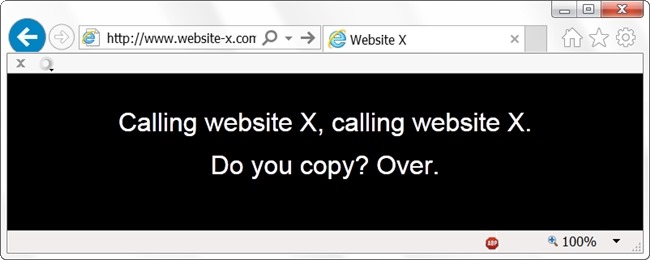 http://www.website-x.com
Website X
Calling website X, calling website X.
Do you copy? Over.
ABP
100%